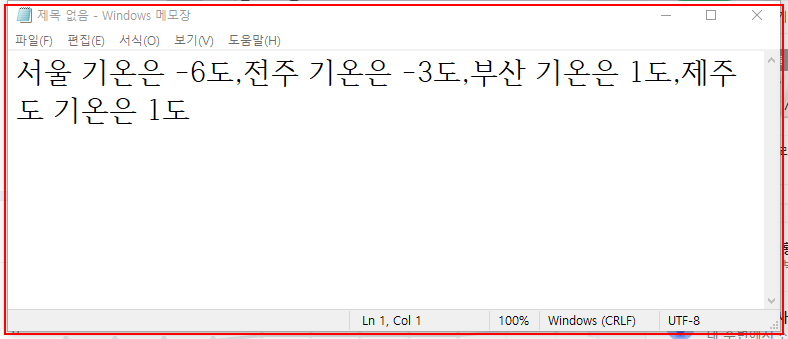 제목 없음 - Windows 메모장
파일(F) 편집(E) 서식(O) 보기(V) 도움말(H)
서울 기온은 -6도,전주 기온은 -3도,부산 기온은 1도,제주
도 기온은 1도
Ln 1, Col 1 100% Windows (CRLF) UTF-8